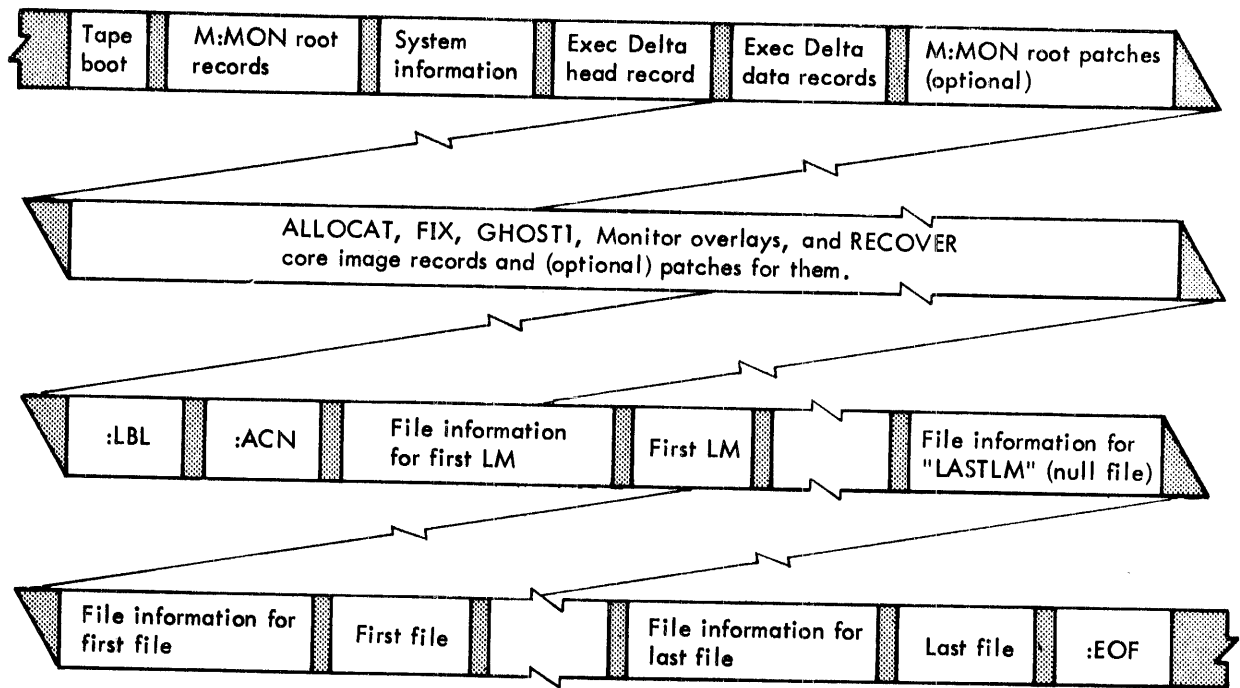 Tape
boot
M:MON root
records
System
information
Exec Delta
head record
Exec Delta
data records
M:MON root patches
(optional)
ALLOCAT, FIX, GHOST1, Monitor overlays, and RECOVER
core image records and (optional) patches for them.
:LBL
:ACN
File information
for first LM
First LM
File information for
"LASTLM" (null file)
File information for
first file
First file
File information for
last file
Last file
:EOF